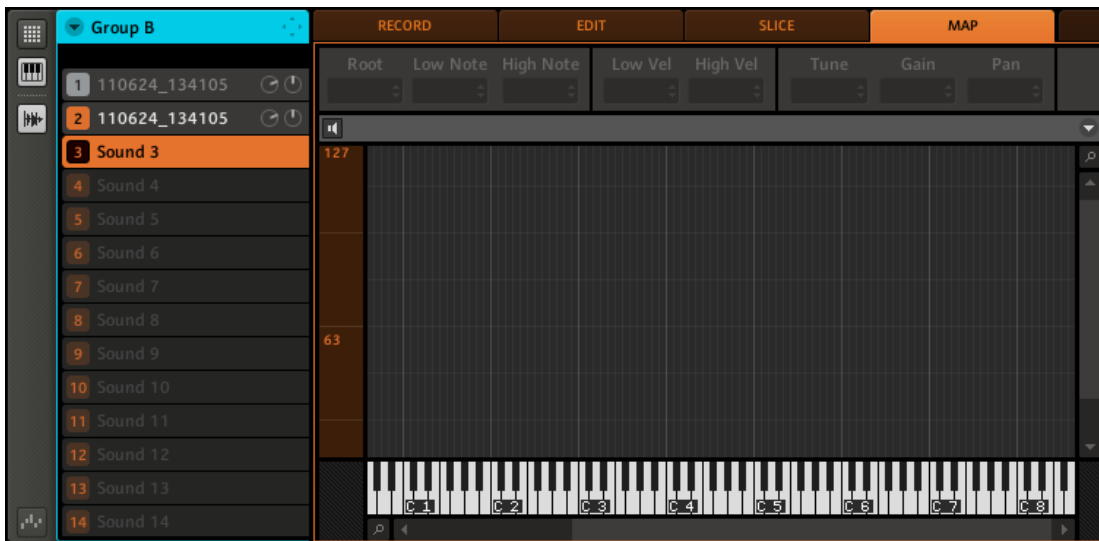 Group B
1 110624_134105
2 110624_134105
3 Sound 3
4 Sound 4
5 Sound 5
6 Sound 6
7 Sound 7
8 Sound 8
9 Sound 9
10 Sound 10
11 Sound 11
12 Sound 12
13 Sound 13
14 Sound 14
RECORD EDIT SLICE MAP
Root Low Note High Note Low Vel High Vel Tune Gain Pan
127
63
C 1 C 2 C 3 C 4 C 5 C 6 C 7 C 8